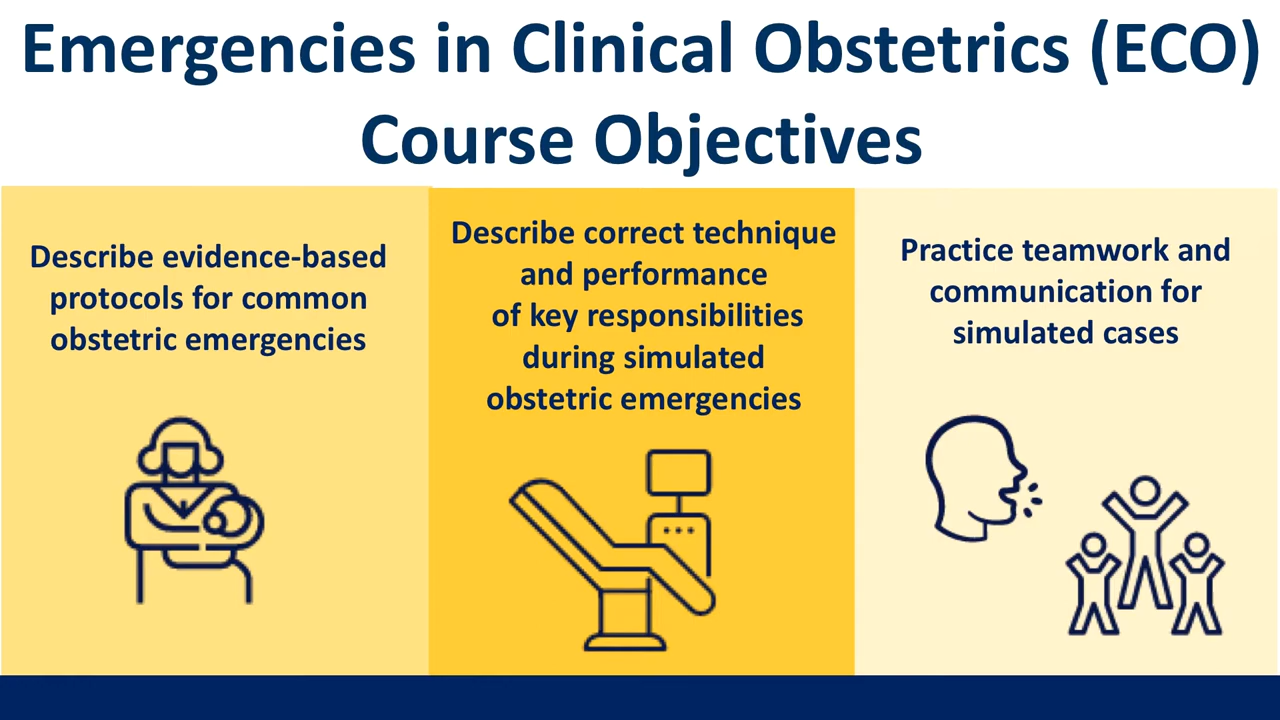 Emergencies in Clinical Obstetrics (ECO)
Course Objectives
Describe evidence-based
protocols for common
obstetric emergencies
Describe correct technique
and performance
of key responsibilities
during simulated
obstetric emergencies
Practice teamwork and
communication for
simulated cases